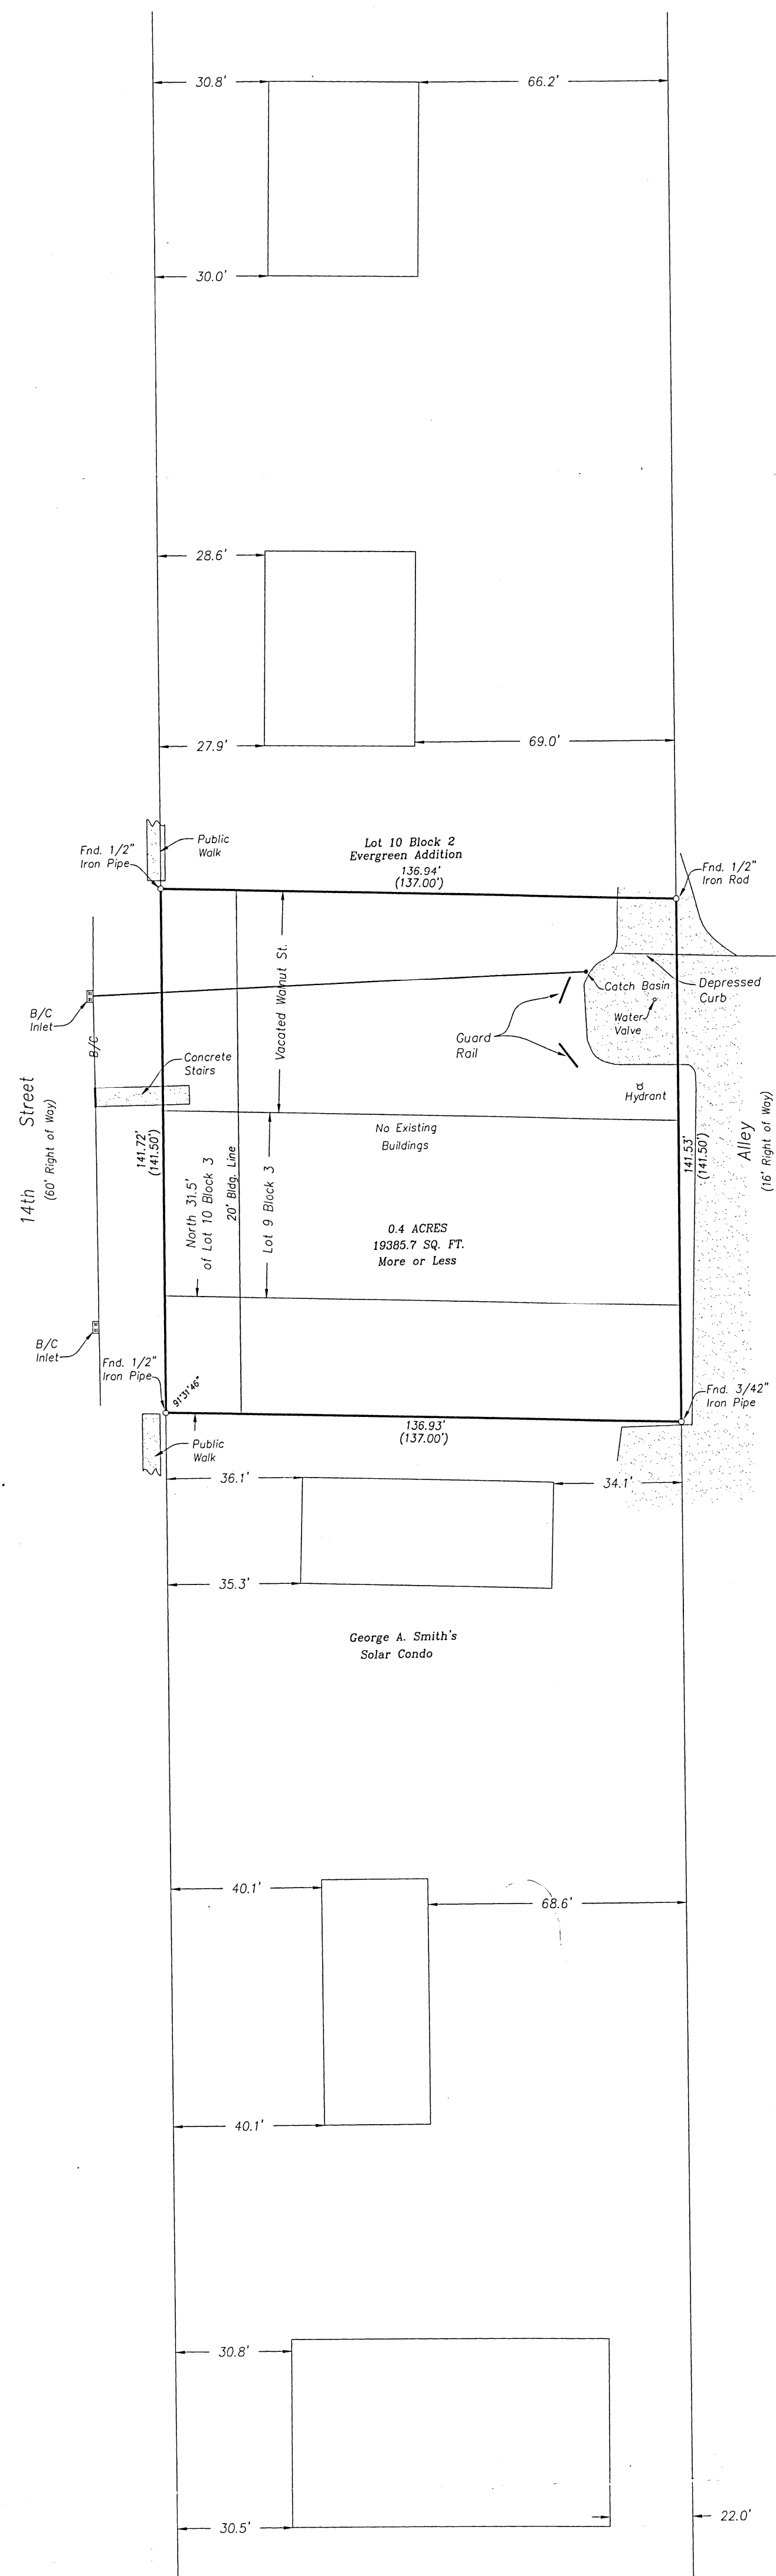 30.8'
66.2'
30.0'
28.6'
27.9'
69.0'
Public
Walk
Fnd. 1/2"
Iron Pipe
Lot 10 Block 2
Evergreen Addition
136.94'
(137.00')
Fnd. 1/2"
Iron Rod
Vacated Walnut St.
B/C
Inlet
B/C
Catch Basin
Depressed
Curb
Water
Valve
Guard
Rail
Concrete
Stairs
Hydrant
14th Street
(60' Right of Way)
141.72'
(141.50')
North 31.5'
of Lot 10 Block 3
20' Bldg. Line
Lot 9 Block 3
No Existing
Buildings
0.4 ACRES
19385.7 SQ. FT.
More or Less
141.53'
(141.50')
Alley
(16' Right of Way)
B/C
Inlet
Fnd. 1/2"
Iron Pipe
91°31'46"
Fnd. 3/42"
Iron Pipe
136.93'
(137.00')
Public
Walk
36.1'
34.1'
35.3'
George A. Smith's
Solar Condo
40.1'
68.6'
40.1'
30.8'
30.5'
22.0'